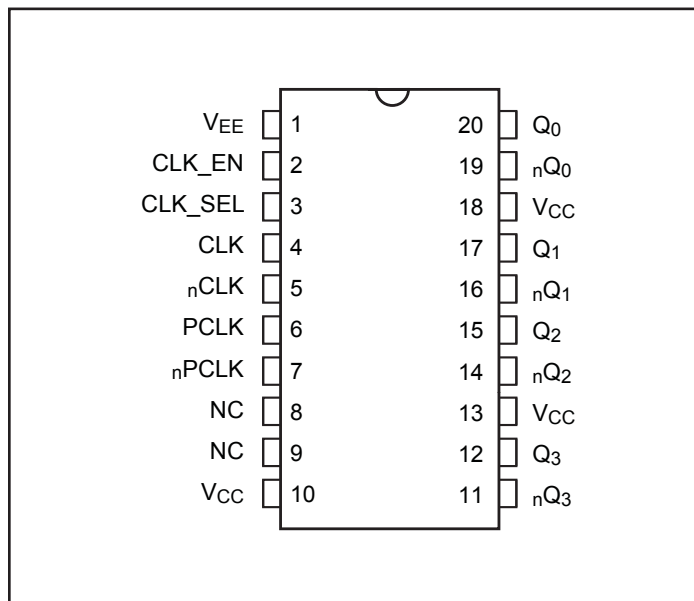 VEE 1 20 Q0
CLK_EN 2 19 nQ0
CLK_SEL 3 18 VCC
CLK 4 17 Q1
nCLK 5 16 nQ1
PCLK 6 15 Q2
nPCLK 7 14 nQ2
NC 8 13 VCC
NC 9 12 Q3
VCC 10 11 nQ3